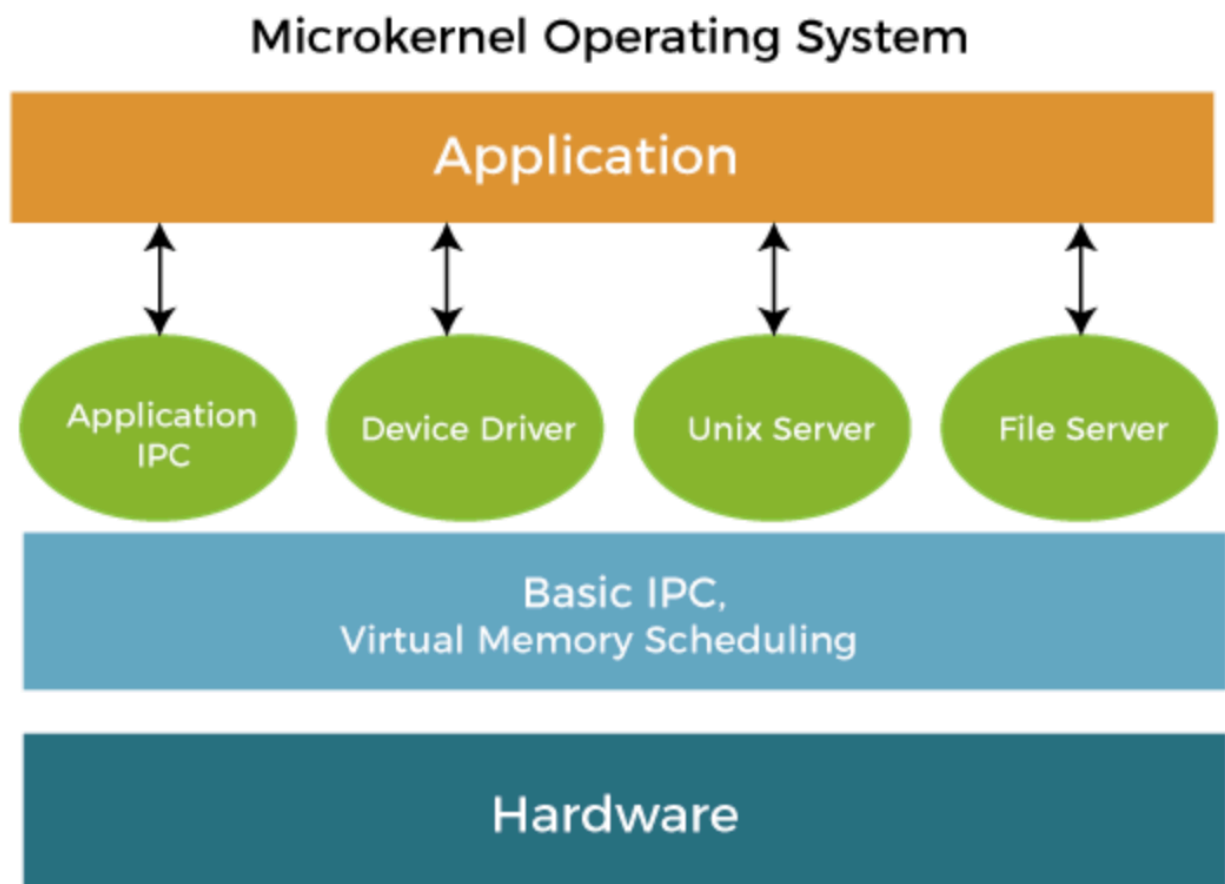 Microkernel Operating System
Application
Application
IPC
Device Driver
Unix Server
File Server
Basic IPC,
Virtual Memory Scheduling
Hardware